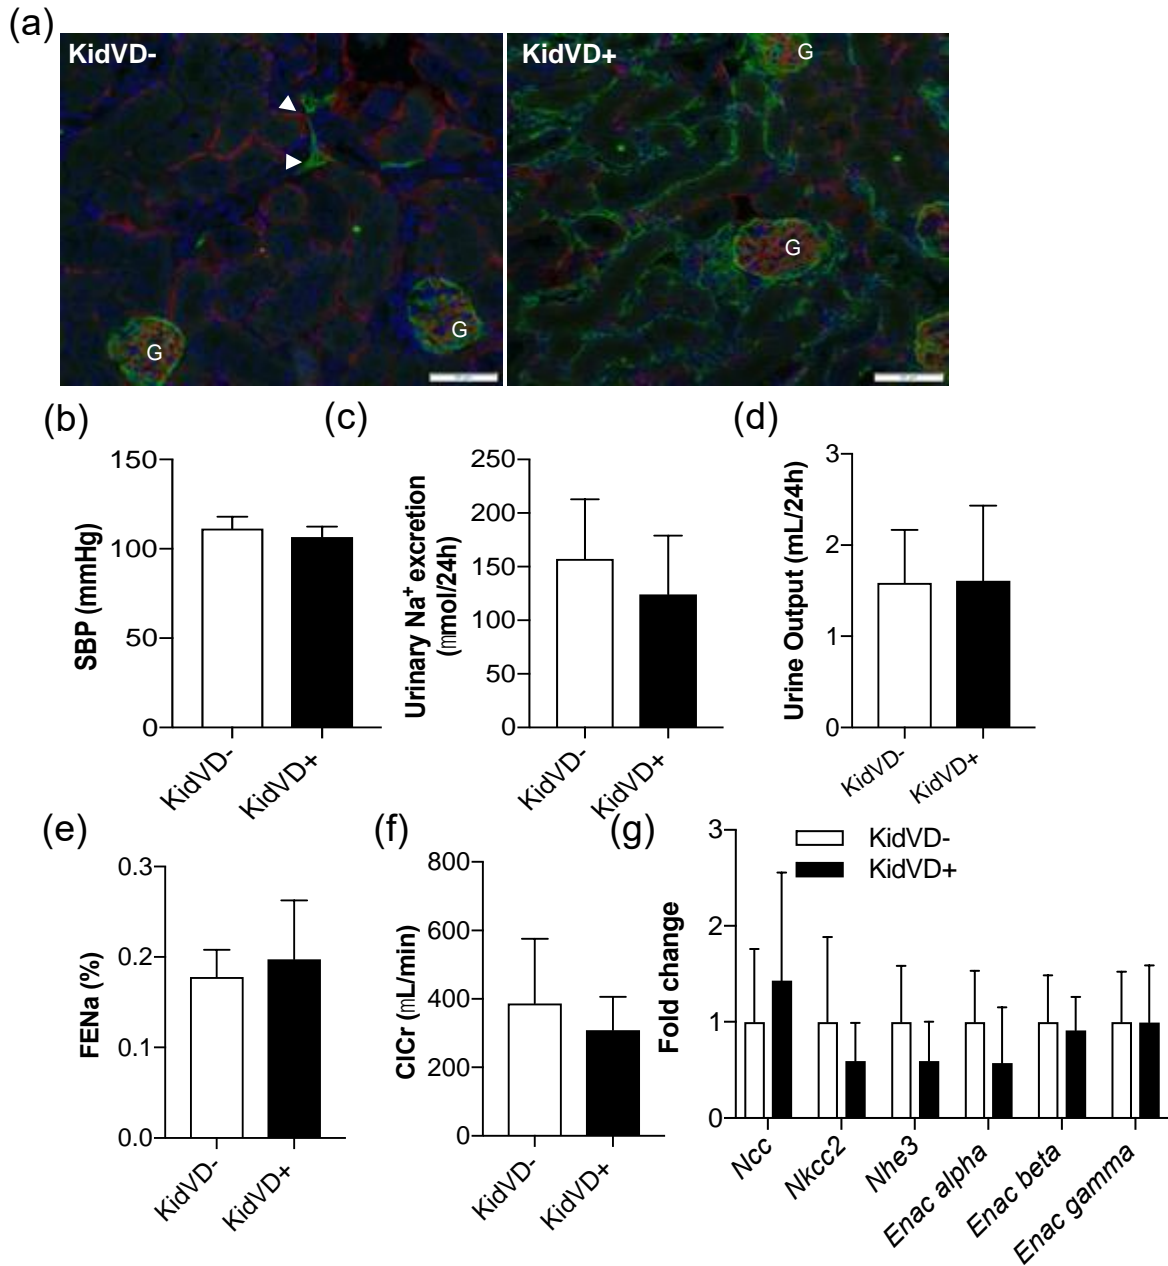 (a)
KidVD-
KidVD+
G
G
G
G
(b)
(c)
(d)
SBP (mmHg)
150
100
50
0
KidVD-
KidVD+
Urinary Na⁺ excretion
(mmol/24h)
250
200
150
100
50
0
KidVD-
KidVD+
Urine Output (mL/24h)
3
2
1
0
KidVD-
KidVD+
(e)
(f)
(g)
FENa (%)
0.3
0.2
0.1
0.0
KidVD-
KidVD+
ClCr (mL/min)
800
600
400
200
0
KidVD-
KidVD+
Fold change
3
2
1
0
KidVD-
KidVD+
Ncc
Nkcc2
Nhe3
Enac alpha
Enac beta
Enac gamma